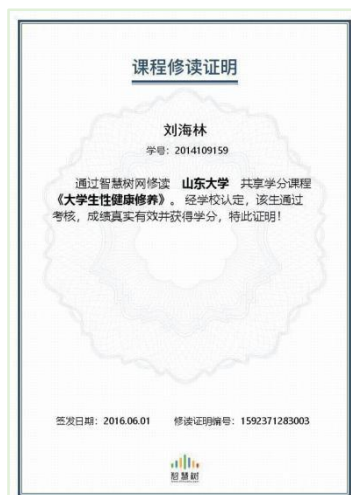 课程修读证明
刘海林
学号：2014109159
通过智慧树网修读 山东大学 共享学分课程
《大学生性健康修养》。经学校认定，该生通过
考核，成绩真实有效并获得学分，特此证明！
签发日期：2016.06.01 修读证明编号：1592371283003
智慧树